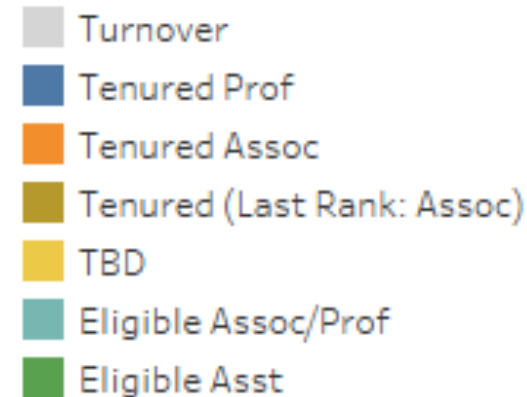 Turnover
Tenured Prof
Tenured Assoc
Tenured (Last Rank: Assoc)
TBD
Eligible Assoc/Prof
Eligible Asst